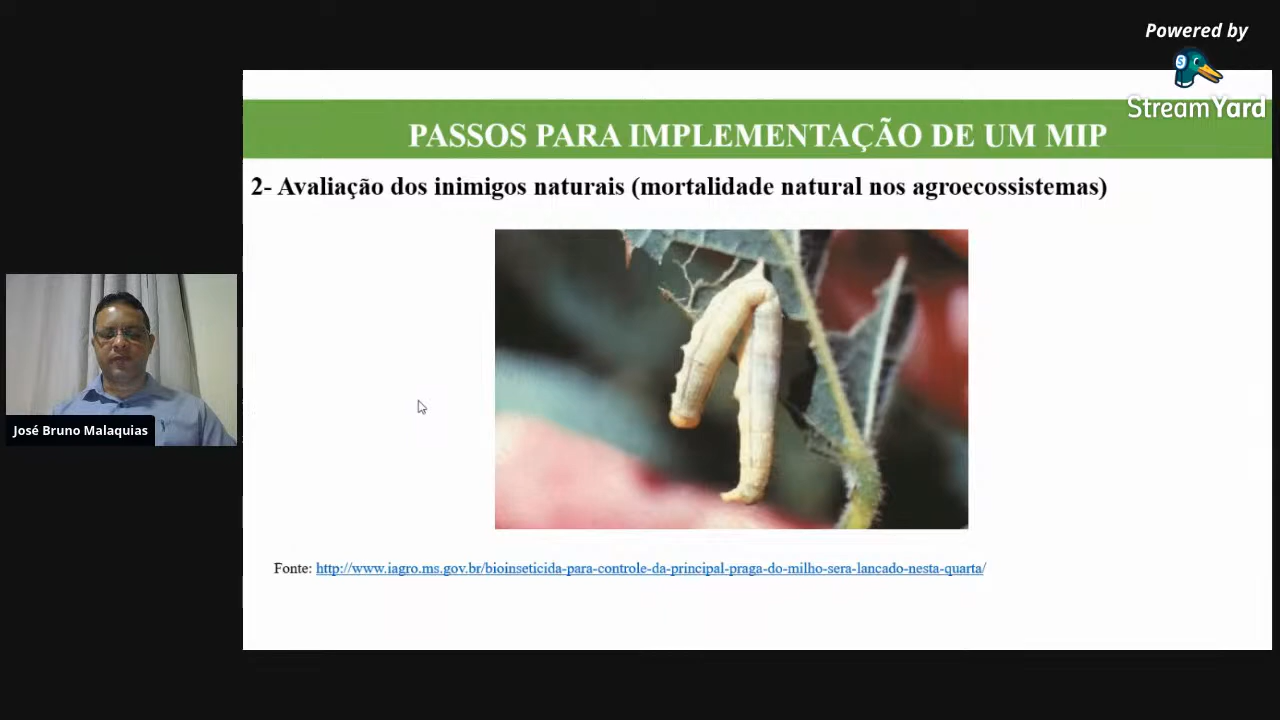 Powered by
StreamYard
PASSOS PARA IMPLEMENTAÇÃO DE UM MIP
2- Avaliação dos inimigos naturais (mortalidade natural nos agroecossistemas)
José Bruno Malaquias
Fonte: http://www.iagro.ms.gov.br/bioinseticida-para-controle-da-principal-praga-do-milho-sera-lancado-nesta-quarta/